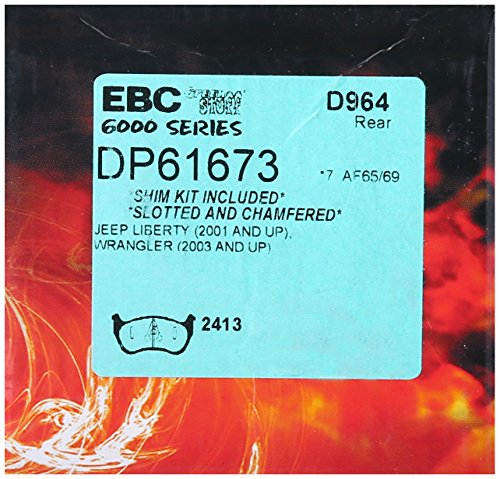 EBC D964
6000 SERIES Rear
DP61673 *7 AF65/69
*SHIM KIT INCLUDED*
*SLOTTED AND CHAMFERED*
JEEP LIBERTY (2001 AND UP),
WRANGLER (2003 AND UP)
2413